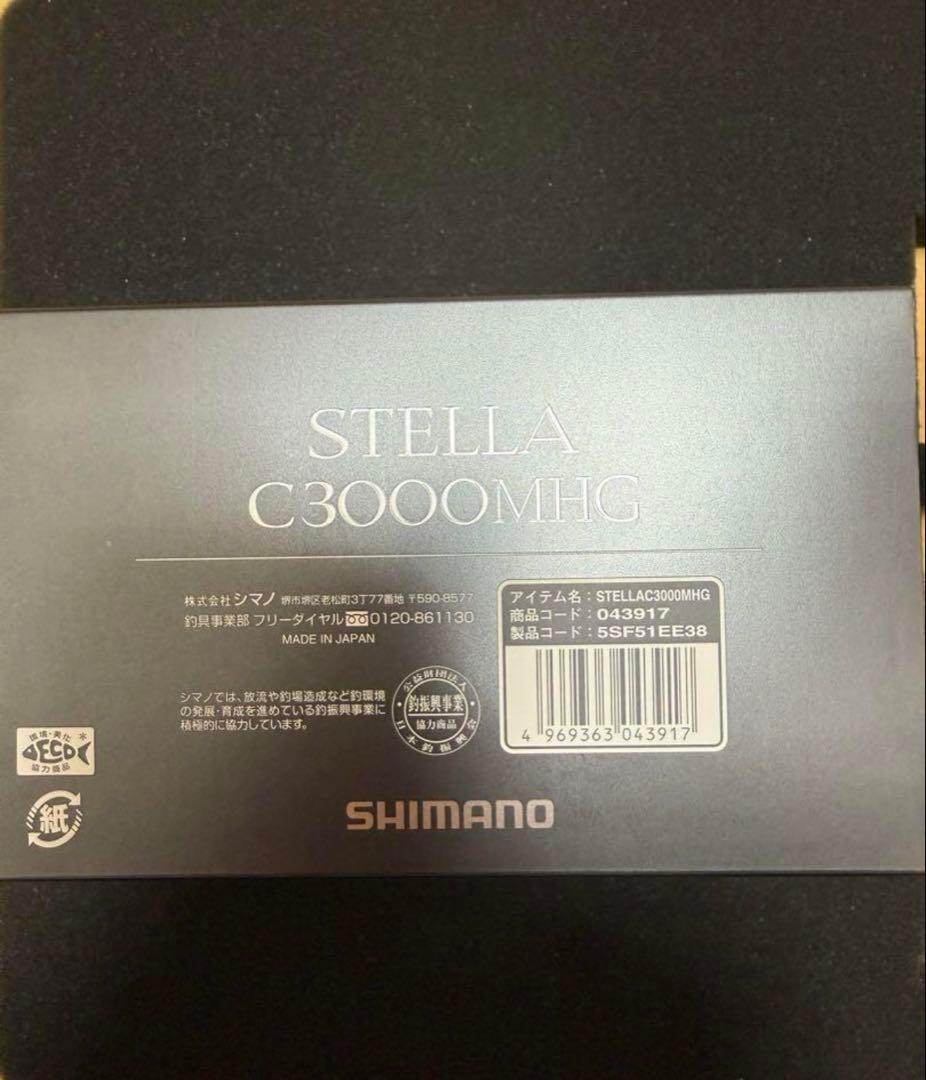 STELLA
C3000MHG
株式会社シマノ 堺市堺区老松町3丁77番地 〒590-8577
釣具事業部 フリーダイヤル 0120-861130
MADE IN JAPAN
アイテム名：STELLAC3000MHG
商品コード：043917
製品コード：5SF51EE38
4 969363 043917
シマノでは、放流や釣場造成など釣環境
の発展・育成を進めている釣振興事業に
積極的に協力しています。
公益財団法人
釣振興事業
協力商品
日本釣振興会
環境・美化
ECO
協力商品
紙
SHIMANO